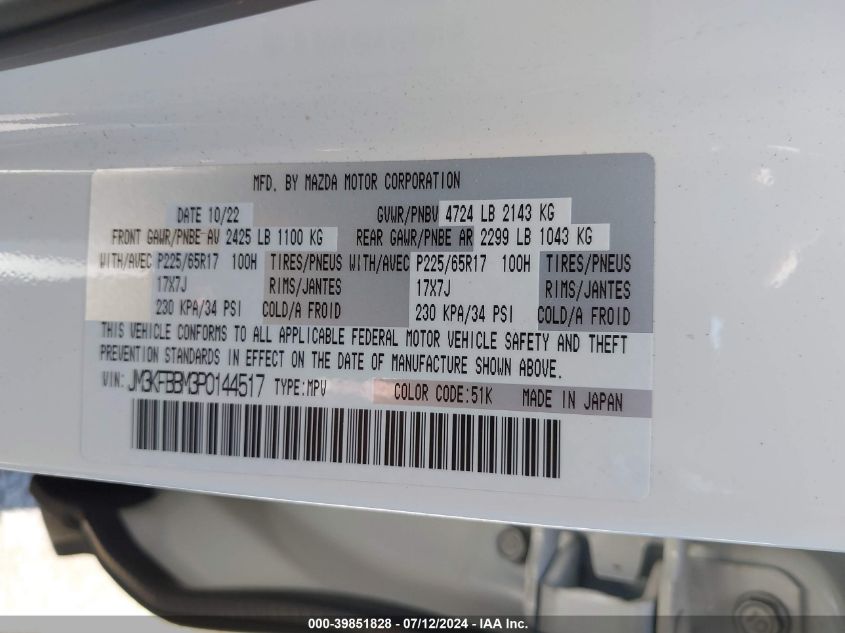 MFD. BY MAZDA MOTOR CORPORATION
DATE 10/22 GVWR/PNBV 4724 LB 2143 KG
FRONT GAWR/PNBE AV 2425 LB 1100 KG REAR GAWR/PNBE AR 2299 LB 1043 KG
WITH/AVEC P225/65R17 100H TIRES/PNEUS WITH/AVEC P225/65R17 100H TIRES/PNEUS
17X7J RIMS/JANTES 17X7J RIMS/JANTES
230 KPA/34 PSI COLD/A FROID 230 KPA/34 PSI COLD/A FROID
THIS VEHICLE CONFORMS TO ALL APPLICABLE FEDERAL MOTOR VEHICLE SAFETY AND THEFT
PREVENTION STANDARDS IN EFFECT ON THE DATE OF MANUFACTURE SHOWN ABOVE.
VIN: JM3KFBBM3P0144517 TYPE:MPV COLOR CODE:51K MADE IN JAPAN
000-39851828 - 07/12/2024 - IAA Inc.